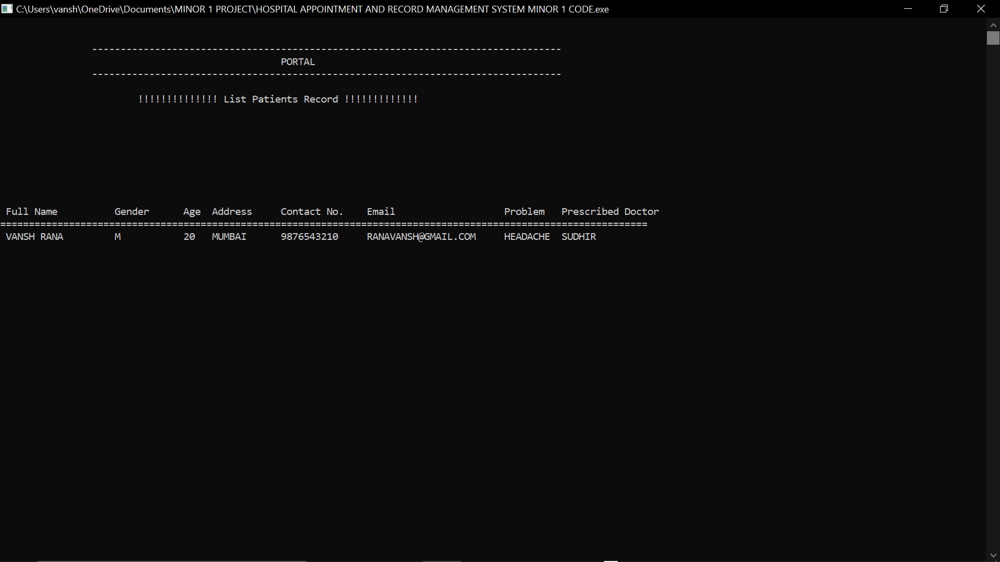 C:\Users\vansh\OneDrive\Documents\MINOR 1 PROJECT\HOSPITAL APPOINTMENT AND RECORD MANAGEMENT SYSTEM MINOR 1 CODE.exe
----------------------------------------------------------------------------------
PORTAL
----------------------------------------------------------------------------------
!!!!!!!!!!!!!! List Patients Record !!!!!!!!!!!!!
Full Name Gender Age Address Contact No. Email Problem Prescribed Doctor
=================================================================================================================
VANSH RANA M 20 MUMBAI 9876543210 RANAVANSH@GMAIL.COM HEADACHE SUDHIR